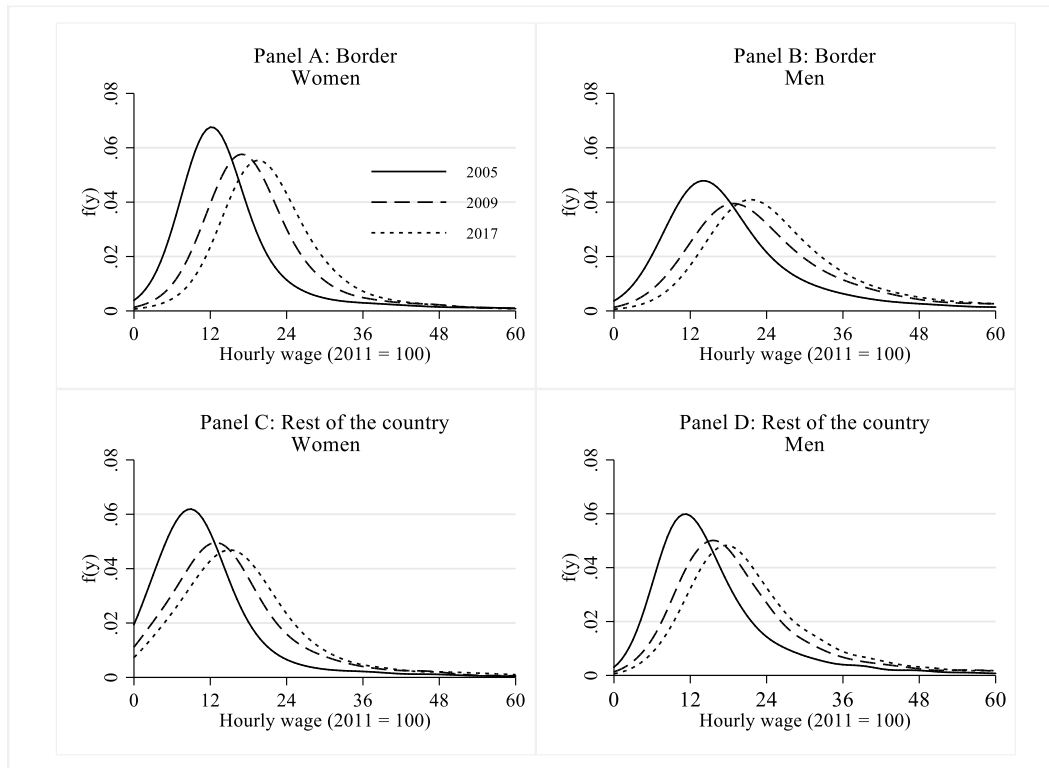 Panel A: Border
Women
.08
.06
.04
.02
0
f(y)
2005
2009
2017
0 12 24 36 48 60
Hourly wage (2011 = 100)
Panel B: Border
Men
.08
.06
.04
.02
0
f(y)
0 12 24 36 48 60
Hourly wage (2011 = 100)
Panel C: Rest of the country
Women
.08
.06
.04
.02
0
f(y)
0 12 24 36 48 60
Hourly wage (2011 = 100)
Panel D: Rest of the country
Men
.08
.06
.04
.02
0
f(y)
0 12 24 36 48 60
Hourly wage (2011 = 100)